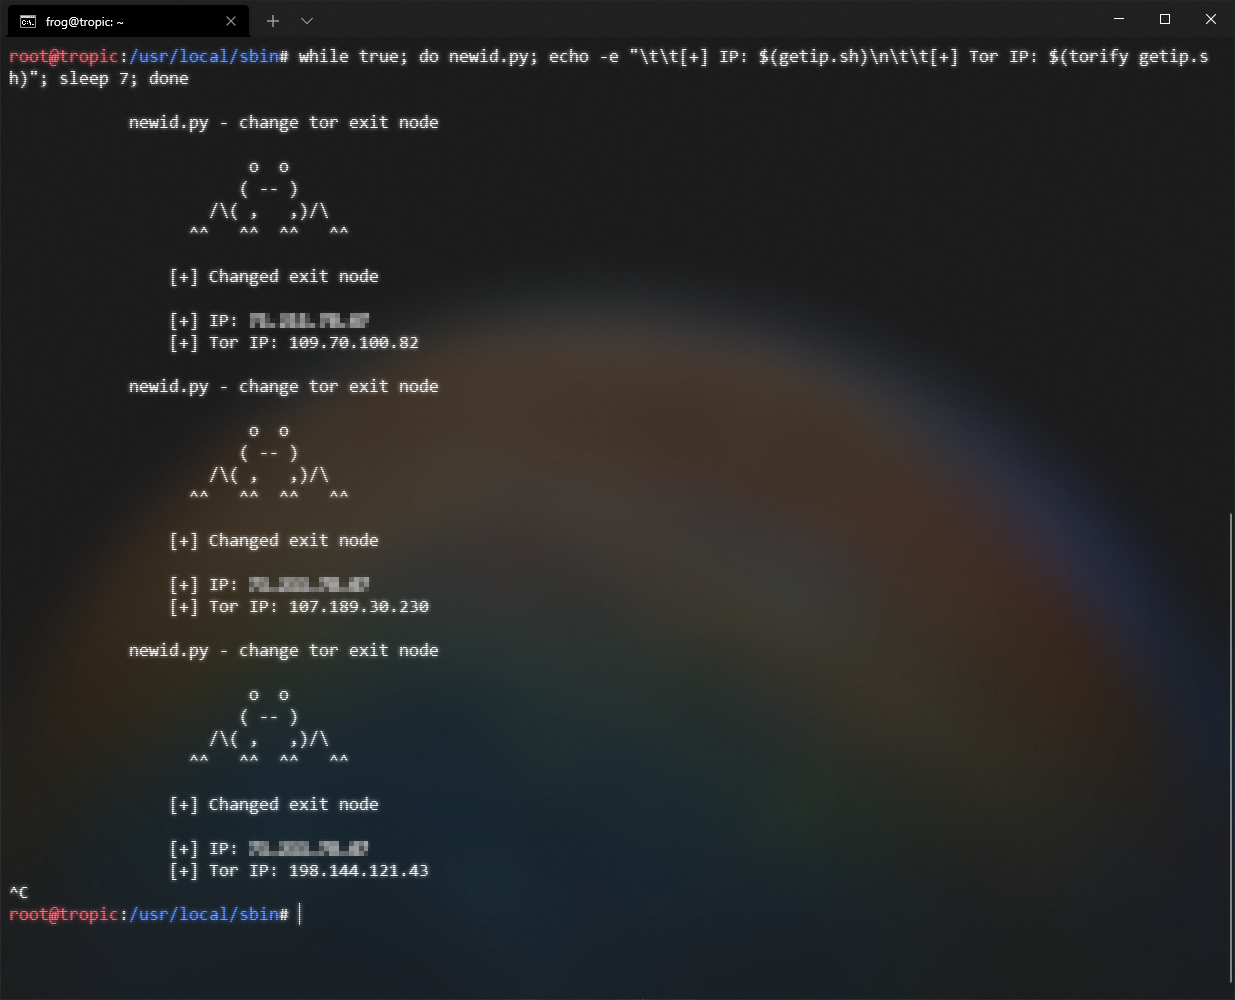 frog@tropic: ~
root@tropic:/usr/local/sbin# while true; do newid.py; echo -e "\t\t[+] IP: $(getip.sh)\n\t\t[+] Tor IP: $(torify getip.s
h)"; sleep 7; done
newid.py - change tor exit node
o  o
( -- )
/\( ,   ,)/\
^^   ^^  ^^   ^^
[+] Changed exit node
[+] IP:
[+] Tor IP: 109.70.100.82
newid.py - change tor exit node
o  o
( -- )
/\( ,   ,)/\
^^   ^^  ^^   ^^
[+] Changed exit node
[+] IP:
[+] Tor IP: 107.189.30.230
newid.py - change tor exit node
o  o
( -- )
/\( ,   ,)/\
^^   ^^  ^^   ^^
[+] Changed exit node
[+] IP:
[+] Tor IP: 198.144.121.43
^C
root@tropic:/usr/local/sbin#